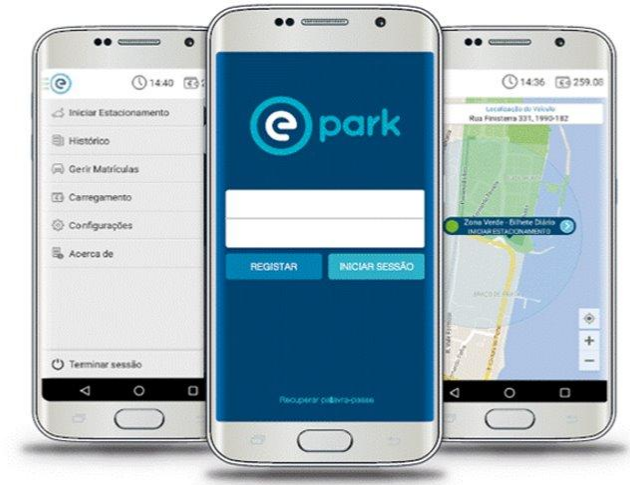 14:40
Iniciar Estacionamento
Histórico
Gerir Matrículas
Carregamento
Configurações
Acerca de
Terminar sessão
e park
REGISTAR
INICIAR SESSÃO
Recuperar palavra-passe
14:36 259.08
Localização do Veículo
Rua Finisterra 331, 1990-182
Zona Verde - Bilhete Diário
INICIAR ESTACIONAMENTO